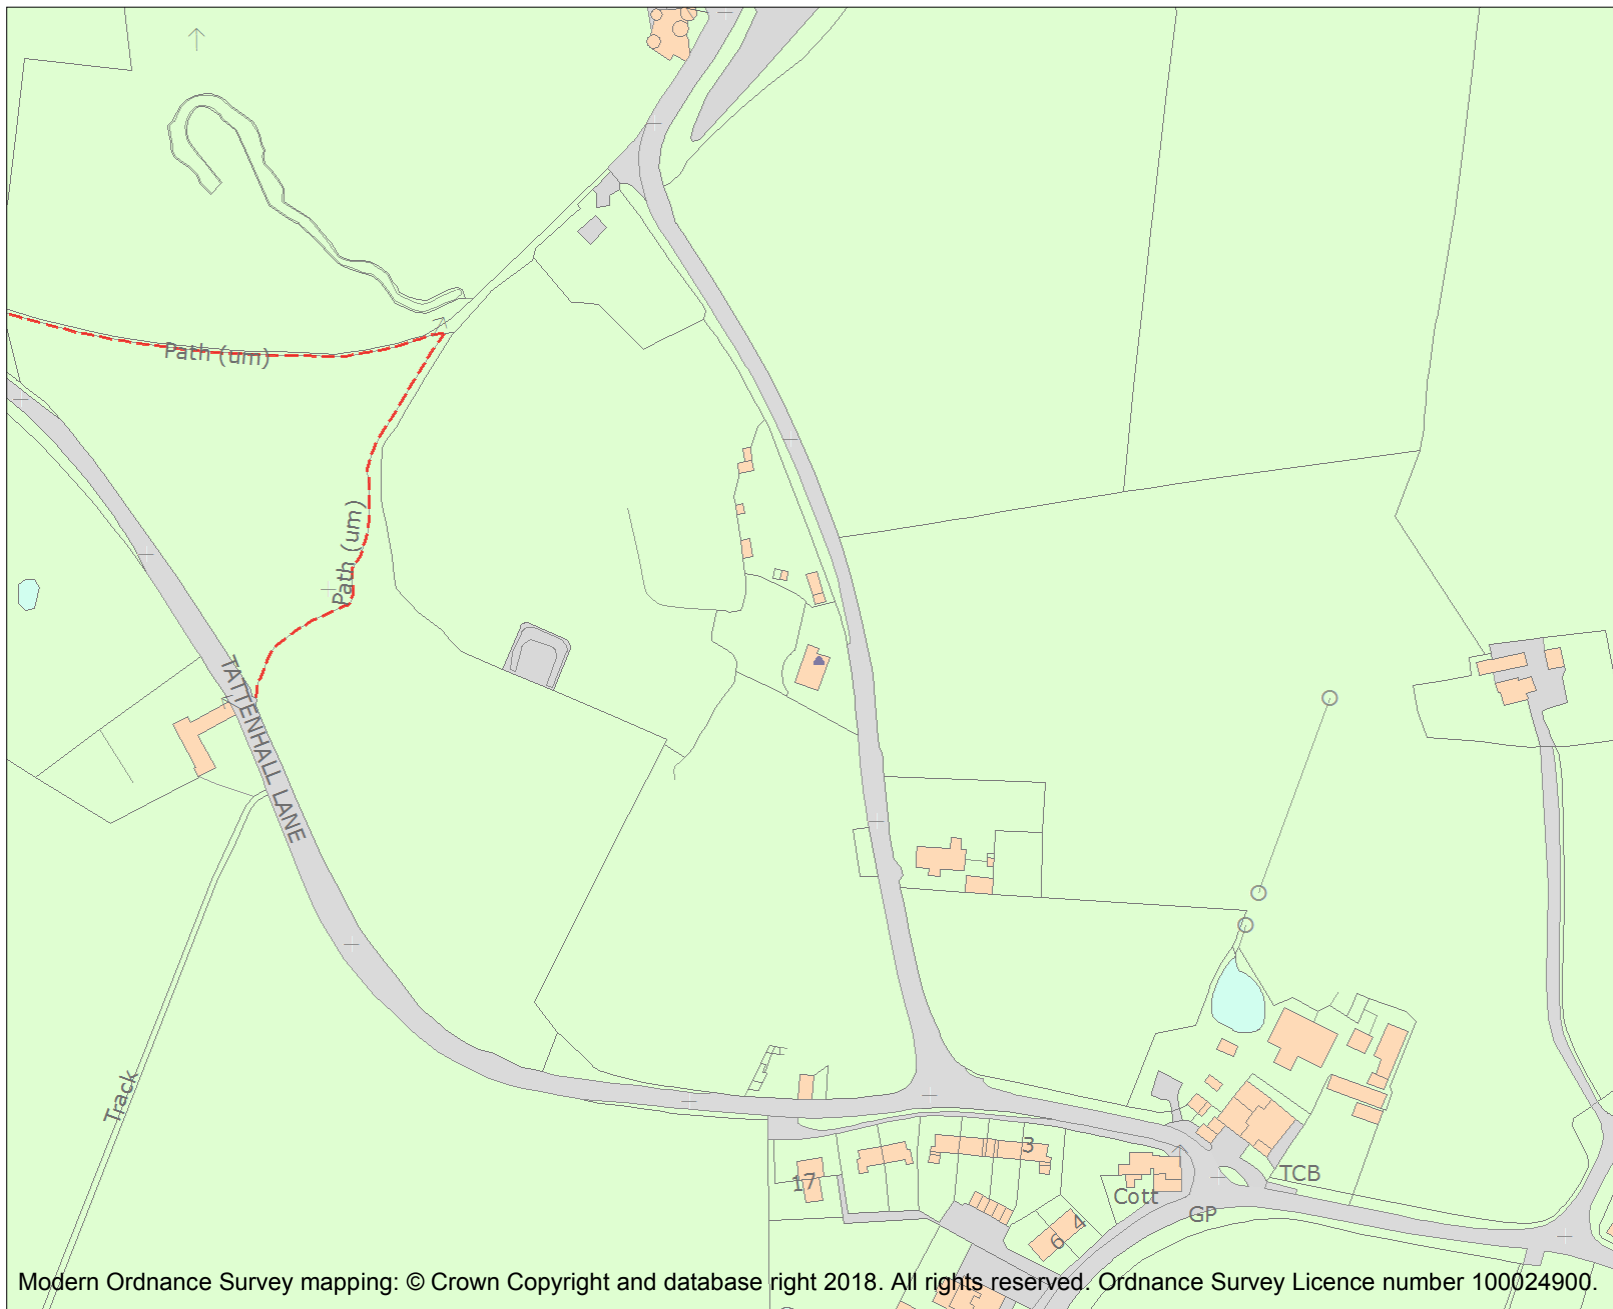 Path (um)
Path (um)
TATTENHALL LANE
Track
3
17
TCB
Cott
GP
4
6
Modern Ordnance Survey mapping: © Crown Copyright and database right 2018. All rights reserved. Ordnance Survey Licence number 100024900.